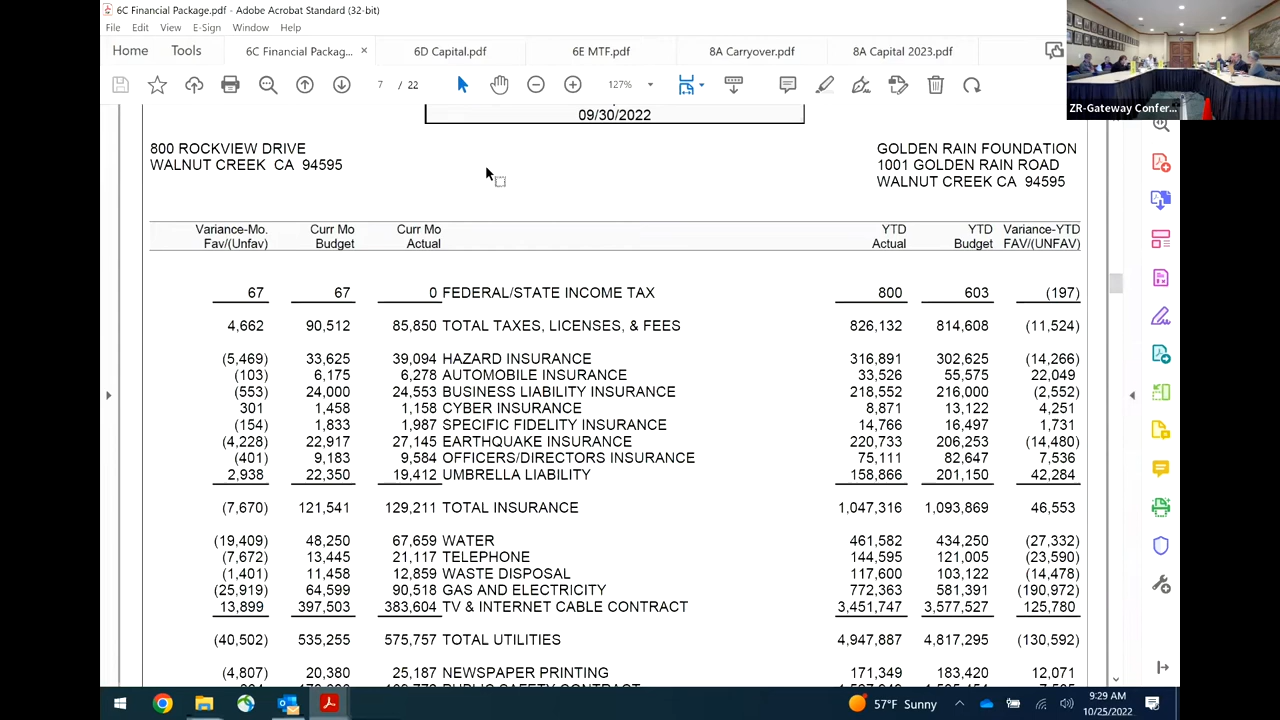 6C Financial Package.pdf - Adobe Acrobat Standard (32-bit)
File Edit View E-Sign Window Help
Home Tools 6C Financial Packag... × 6D Capital.pdf 6E MTF.pdf 8A Carryover.pdf 8A Capital 2023.pdf
7 / 22 127%
ZR-Gateway Confer...
09/30/2022
800 ROCKVIEW DRIVE GOLDEN RAIN FOUNDATION
WALNUT CREEK CA 94595 1001 GOLDEN RAIN ROAD
WALNUT CREEK CA 94595
Variance-Mo. Curr Mo Curr Mo YTD YTD Variance-YTD
Fav/(Unfav) Budget Actual Actual Budget FAV/(UNFAV)
67 67 0 FEDERAL/STATE INCOME TAX 800 603 (197)
4,662 90,512 85,850 TOTAL TAXES, LICENSES, & FEES 826,132 814,608 (11,524)
(5,469) 33,625 39,094 HAZARD INSURANCE 316,891 302,625 (14,266)
(103) 6,175 6,278 AUTOMOBILE INSURANCE 33,526 55,575 22,049
(553) 24,000 24,553 BUSINESS LIABILITY INSURANCE 218,552 216,000 (2,552)
301 1,458 1,158 CYBER INSURANCE 8,871 13,122 4,251
(154) 1,833 1,987 SPECIFIC FIDELITY INSURANCE 14,766 16,497 1,731
(4,228) 22,917 27,145 EARTHQUAKE INSURANCE 220,733 206,253 (14,480)
(401) 9,183 9,584 OFFICERS/DIRECTORS INSURANCE 75,111 82,647 7,536
2,938 22,350 19,412 UMBRELLA LIABILITY 158,866 201,150 42,284
(7,670) 121,541 129,211 TOTAL INSURANCE 1,047,316 1,093,869 46,553
(19,409) 48,250 67,659 WATER 461,582 434,250 (27,332)
(7,672) 13,445 21,117 TELEPHONE 144,595 121,005 (23,590)
(1,401) 11,458 12,859 WASTE DISPOSAL 117,600 103,122 (14,478)
(25,919) 64,599 90,518 GAS AND ELECTRICITY 772,363 581,391 (190,972)
13,899 397,503 383,604 TV & INTERNET CABLE CONTRACT 3,451,747 3,577,527 125,780
(40,502) 535,255 575,757 TOTAL UTILITIES 4,947,887 4,817,295 (130,592)
(4,807) 20,380 25,187 NEWSPAPER PRINTING 171,349 183,420 12,071
PUBLIC SAFETY CONTRACT
57°F Sunny 9:29 AM
10/25/2022